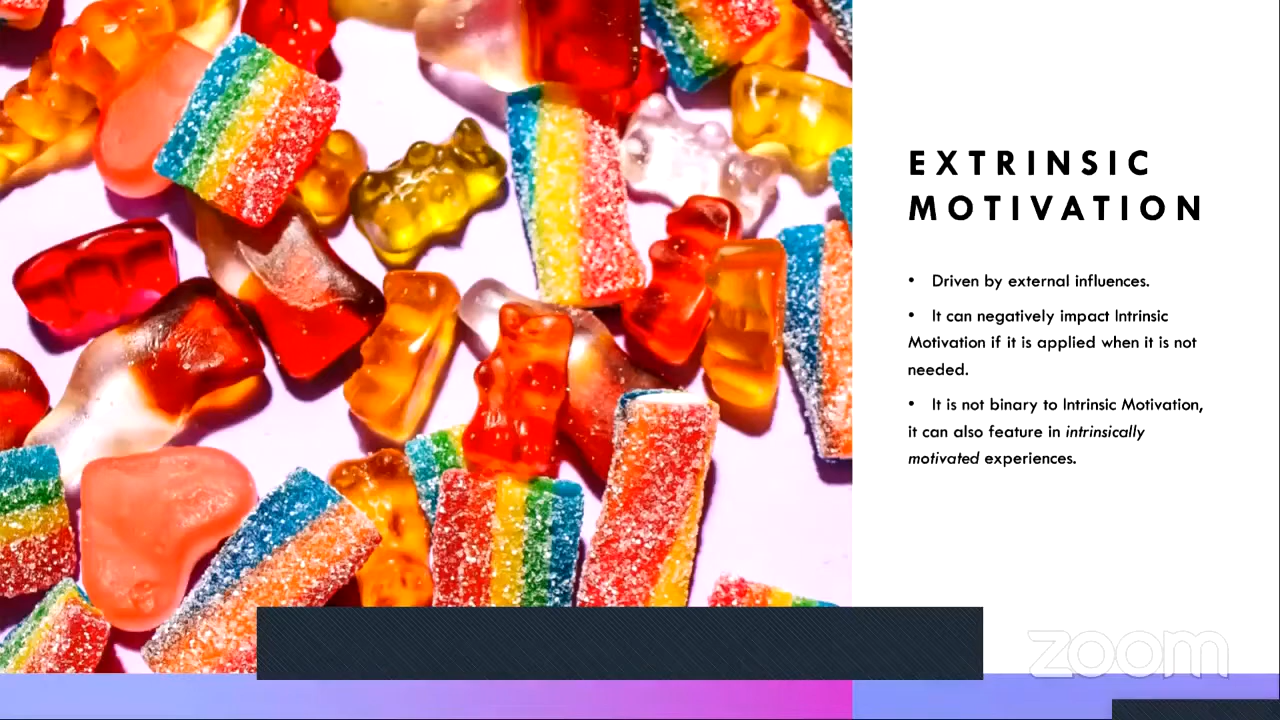 EXTRINSIC
MOTIVATION
• Driven by external influences.
• It can negatively impact Intrinsic
Motivation if it is applied when it is not
needed.
• It is not binary to Intrinsic Motivation,
it can also feature in intrinsically
motivated experiences.
zoom